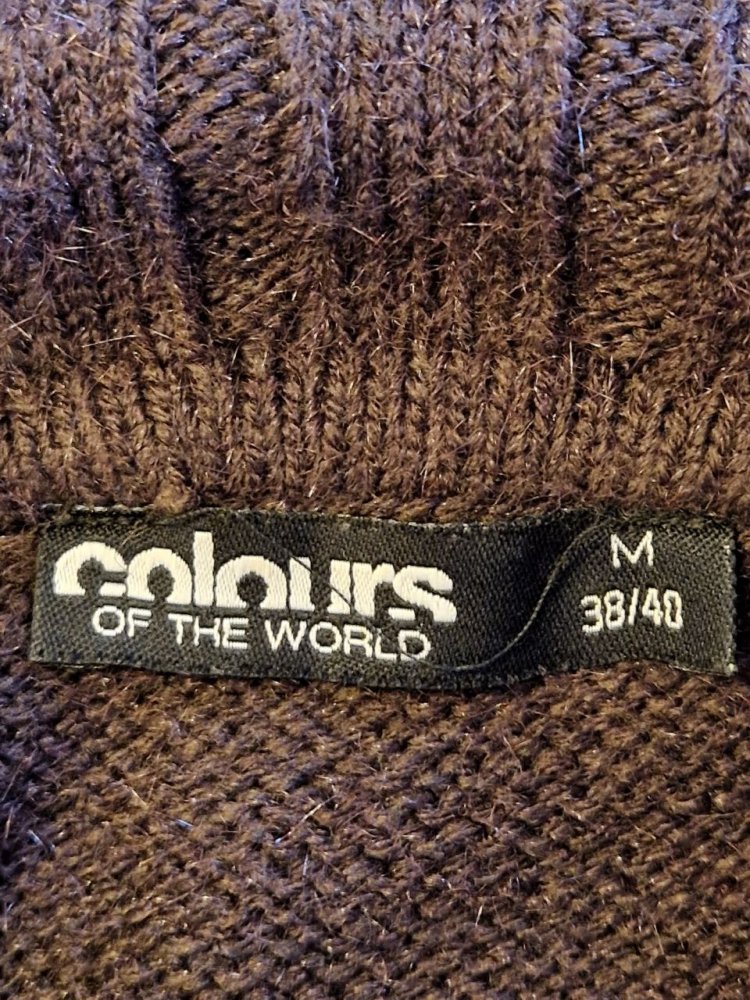 colours
OF THE WORLD
M
38/40